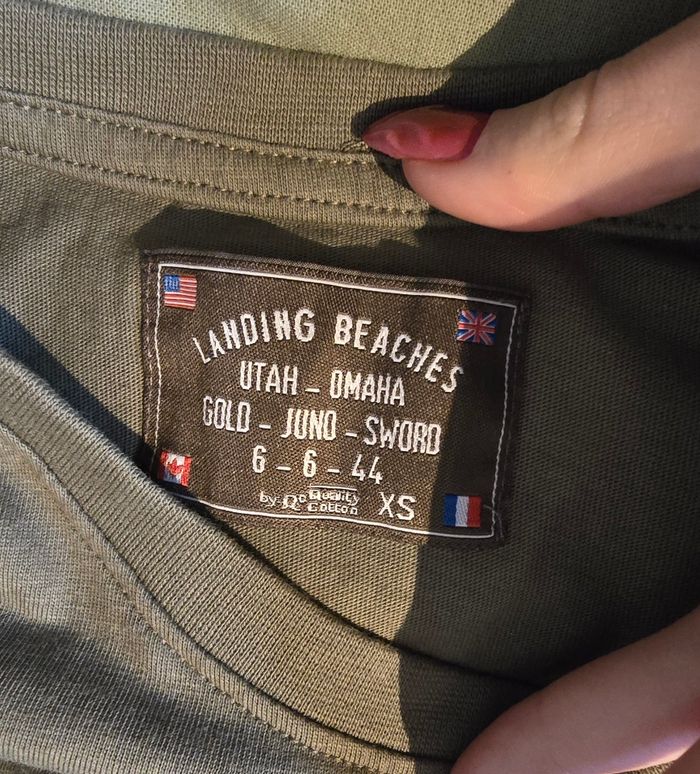 LANDING BEACHES
UTAH - OMAHA
GOLD - JUNO - SWORD
6 - 6 - 44
by Quality Cotton XS